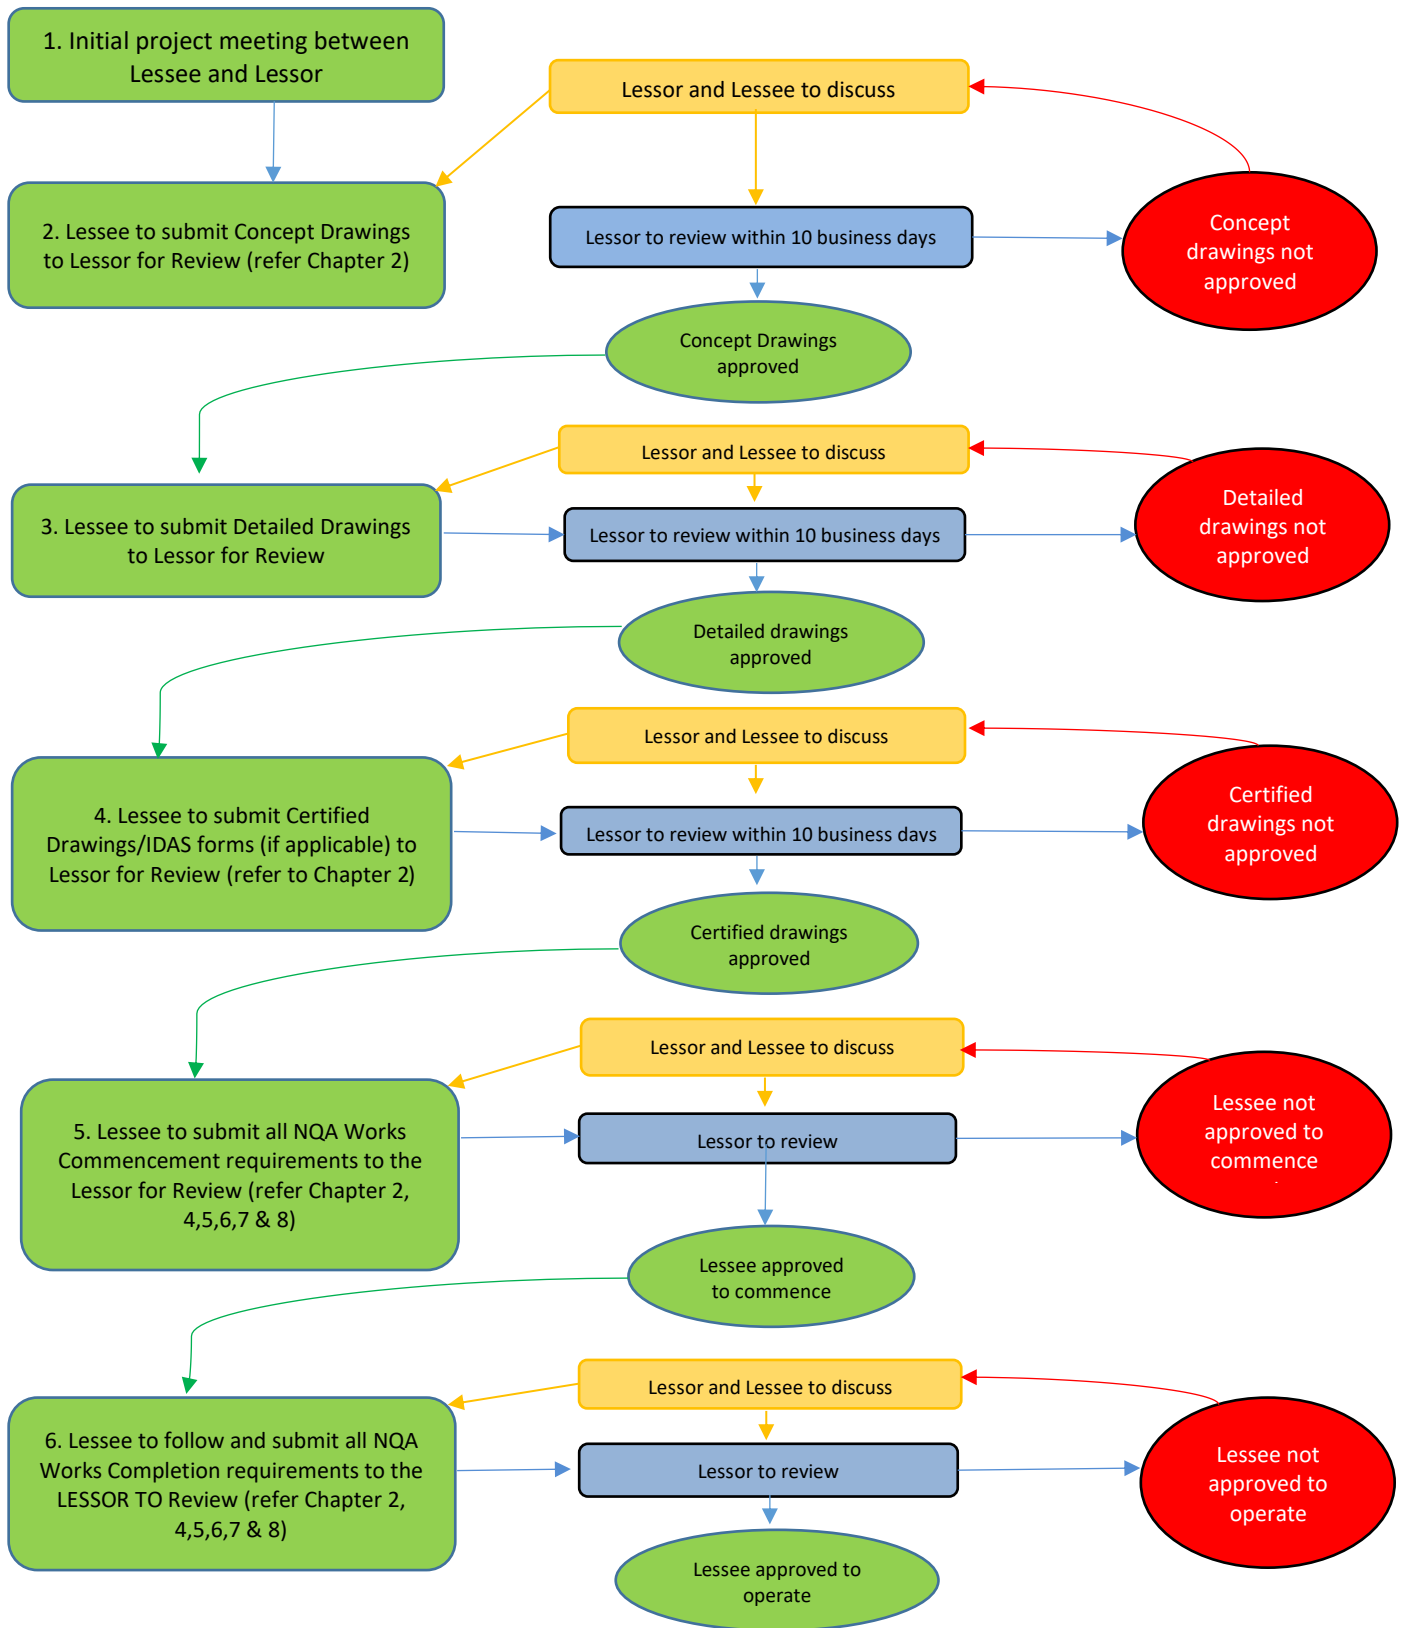 1. Initial project meeting between
Lessee and Lessor
Lessor and Lessee to discuss
2. Lessee to submit Concept Drawings
to Lessor for Review (refer Chapter 2)
Lessor to review within 10 business days
Concept
drawings not
approved
Concept Drawings
approved
Lessor and Lessee to discuss
3. Lessee to submit Detailed Drawings
to Lessor for Review
Lessor to review within 10 business days
Detailed
drawings not
approved
Detailed drawings
approved
Lessor and Lessee to discuss
4. Lessee to submit Certified
Drawings/IDAS forms (if applicable) to
Lessor for Review (refer to Chapter 2)
Lessor to review within 10 business days
Certified
drawings not
approved
Certified drawings
approved
Lessor and Lessee to discuss
5. Lessee to submit all NQA Works
Commencement requirements to the
Lessor for Review (refer Chapter 2,
4,5,6,7 & 8)
Lessor to review
Lessee not
approved to
commence
Lessee approved
to commence
Lessor and Lessee to discuss
6. Lessee to follow and submit all NQA
Works Completion requirements to the
LESSOR TO Review (refer Chapter 2,
4,5,6,7 & 8)
Lessor to review
Lessee not
approved to
operate
Lessee approved to
operate